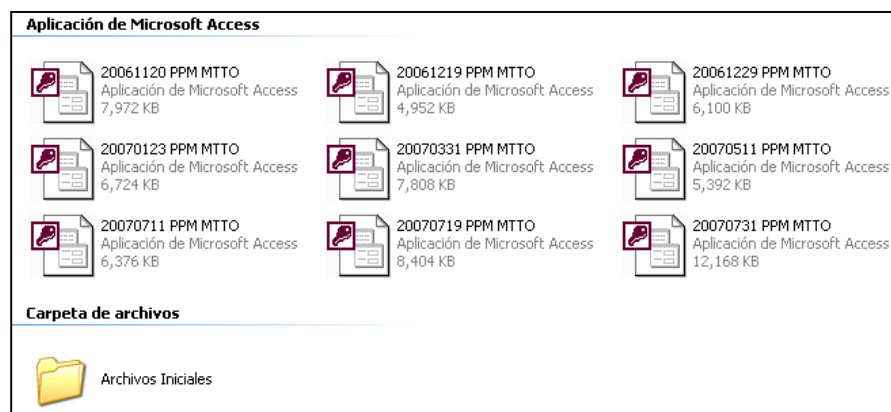 Aplicación de Microsoft Access
20061120 PPM MTTO
Aplicación de Microsoft Access
7,972 KB
20061219 PPM MTTO
Aplicación de Microsoft Access
4,952 KB
20061229 PPM MTTO
Aplicación de Microsoft Access
6,100 KB
20070123 PPM MTTO
Aplicación de Microsoft Access
6,724 KB
20070331 PPM MTTO
Aplicación de Microsoft Access
7,808 KB
20070511 PPM MTTO
Aplicación de Microsoft Access
5,392 KB
20070711 PPM MTTO
Aplicación de Microsoft Access
6,376 KB
20070719 PPM MTTO
Aplicación de Microsoft Access
8,404 KB
20070731 PPM MTTO
Aplicación de Microsoft Access
12,168 KB
Carpeta de archivos
Archivos Iniciales